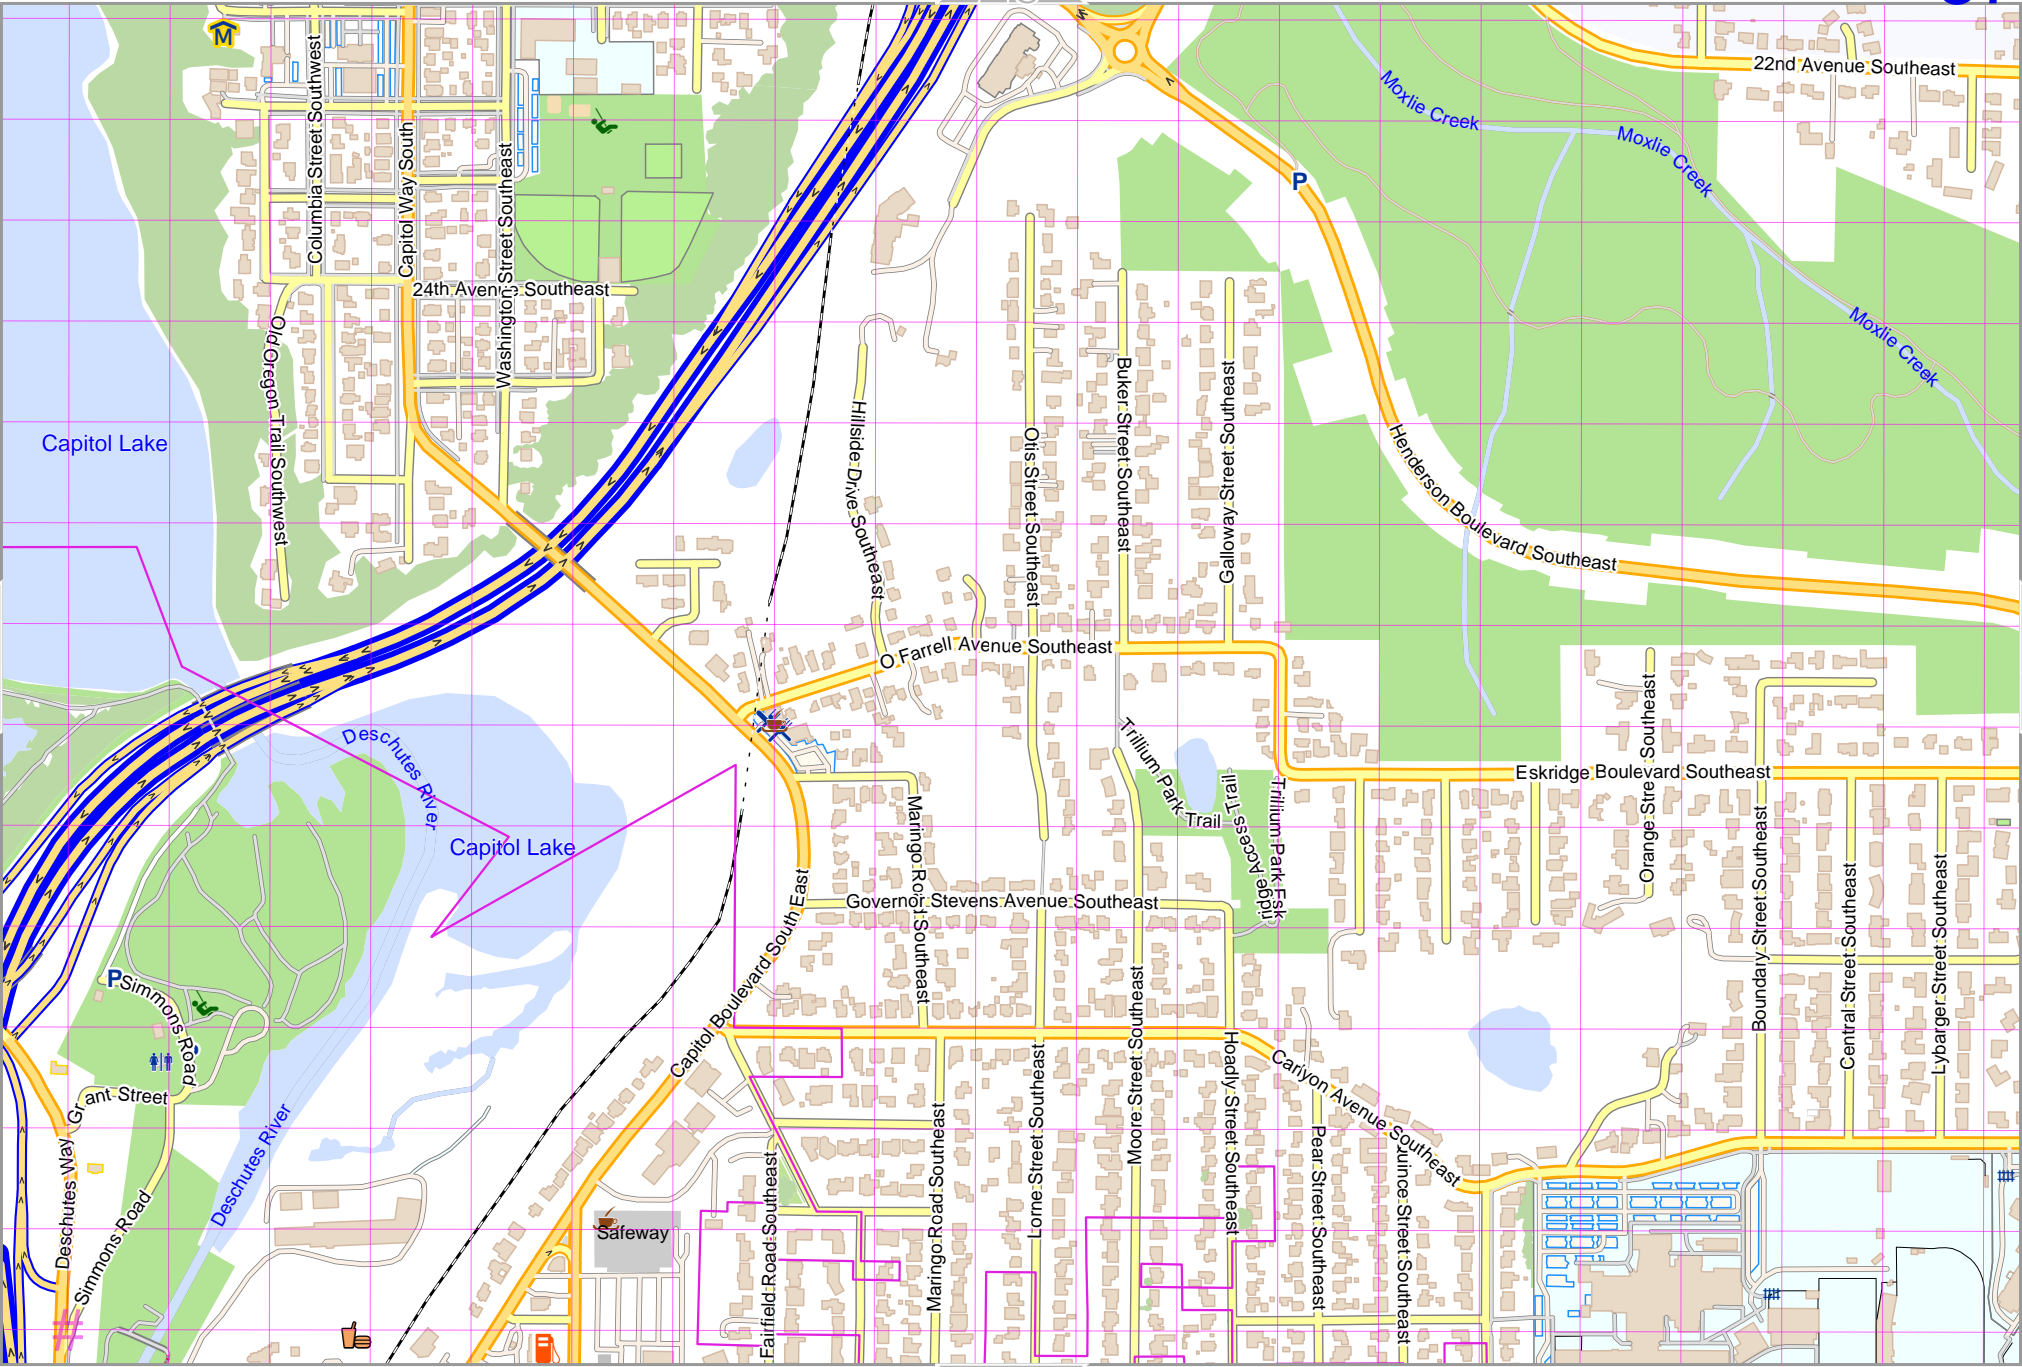 22nd Avenue Southeast
Moxlie Creek
Moxlie Creek
Moxlie Creek
M
P
Columbia Street Southwest
Capitol Way South
Washington Street Southeast
24th Avenue Southeast
Old Oregon Trail Southwest
Capitol Lake
Hillside Drive Southeast
Otis Street Southeast
Buker Street Southeast
Galloway Street Southeast
Henderson Boulevard Southeast
O Farrell Avenue Southeast
Deschutes River
Capitol Lake
Trillium Park Trail
ridge Access Trail
Trillium Park Esk
Eskridge Boulevard Southeast
Orange Street Southeast
Boundary Street Southeast
Central Street Southeast
Lybarger Street Southeast
Maringo Road Southeast
Governor Stevens Avenue Southeast
Capitol Boulevard South East
P
Simmons Road
Grant Street
Deschutes River
Deschutes Way
Simmons Road
Moore Street Southeast
Hoadly Street Southeast
Carlyon Avenue Southeast
Lorne Street Southeast
Maringo Road Southeast
Fairfield Road Southeast
Pear Street Southeast
Quince Street Southeast
Safeway